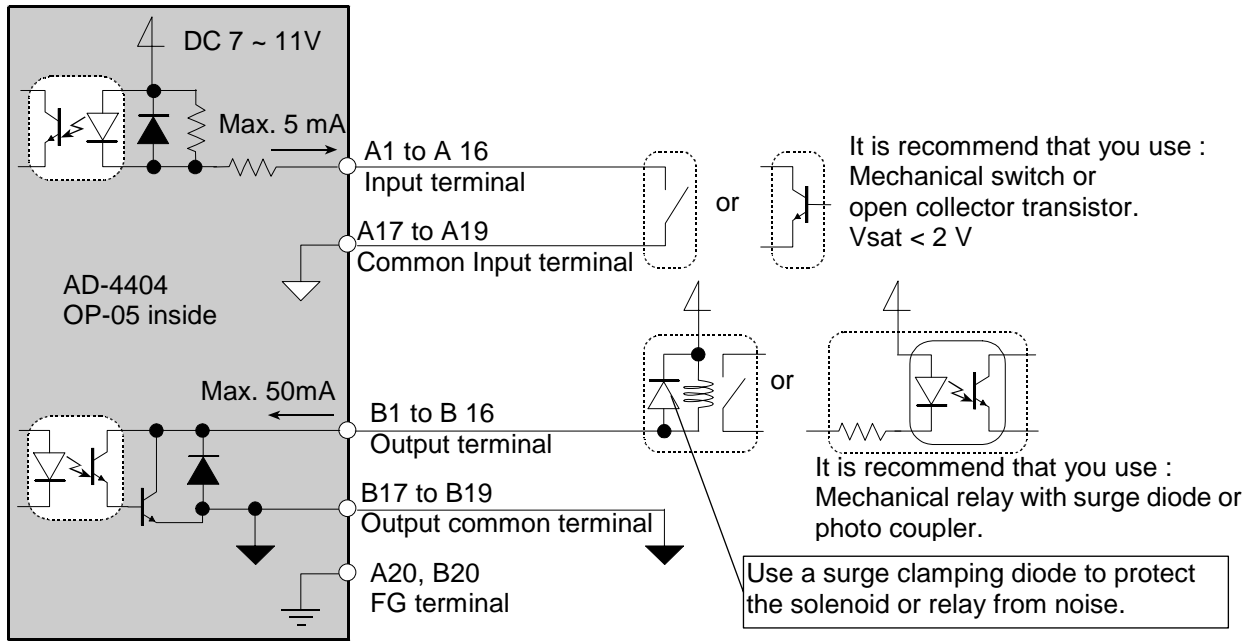 DC 7 ~ 11V
Max. 5 mA
A1 to A 16
Input terminal
or
It is recommend that you use :
Mechanical switch or
open collector transistor.
Vsat < 2 V
A17 to A19
Common Input terminal
AD-4404
OP-05 inside
Max. 50mA
B1 to B 16
Output terminal
or
It is recommend that you use :
Mechanical relay with surge diode or
photo coupler.
B17 to B19
Output common terminal
A20, B20
FG terminal
Use a surge clamping diode to protect
the solenoid or relay from noise.